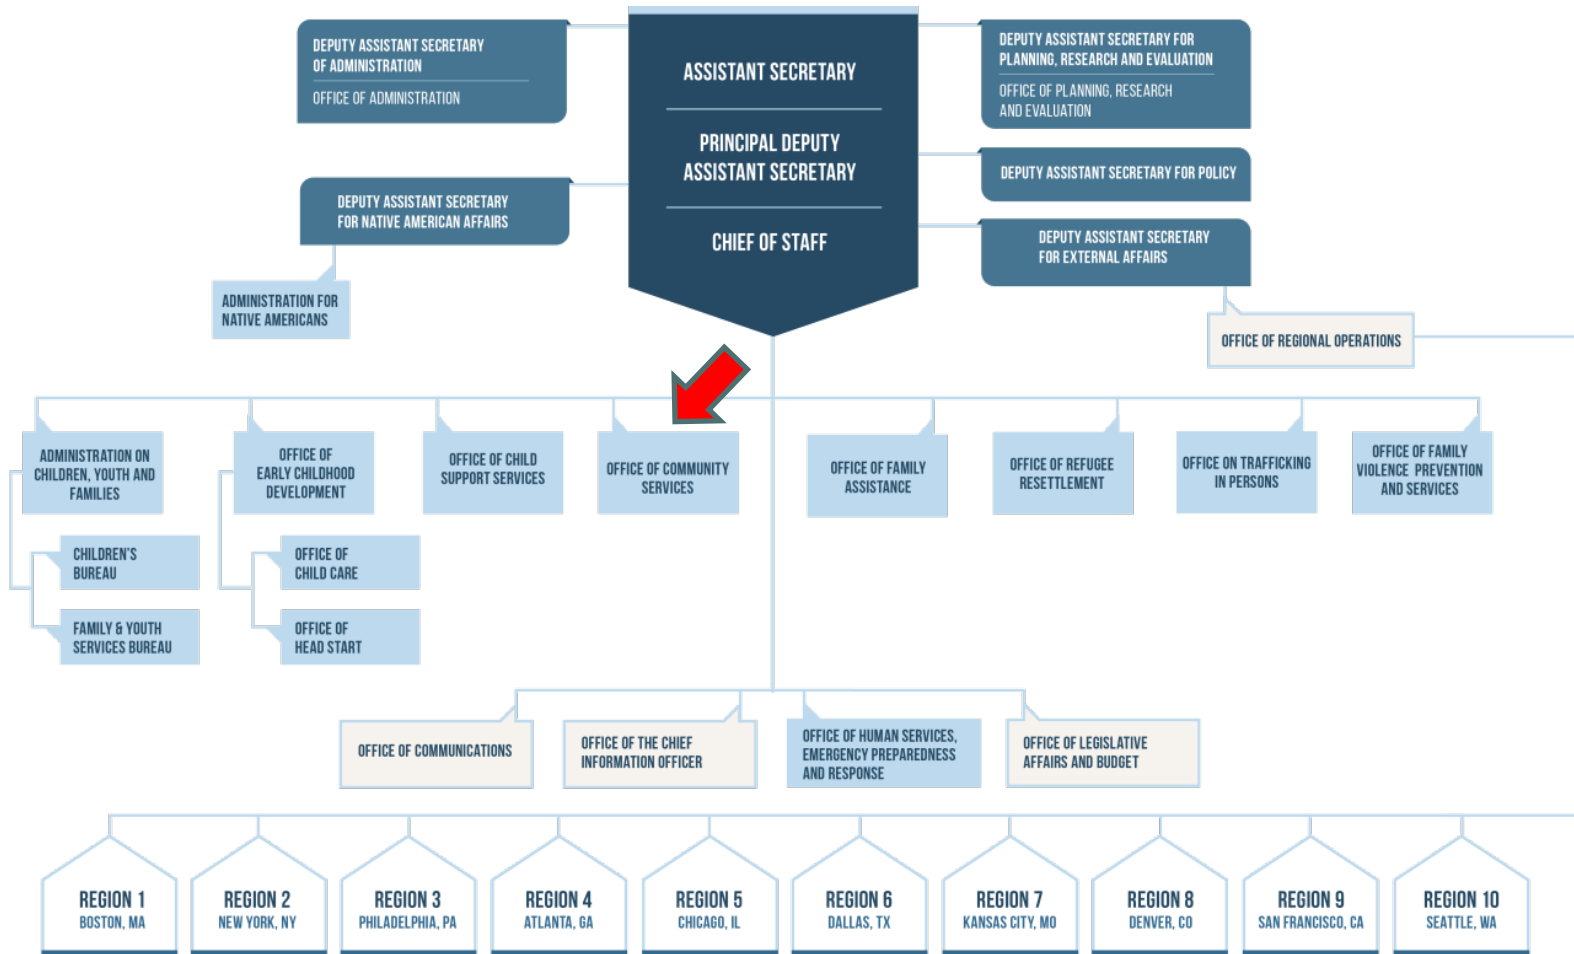 DEPUTY ASSISTANT SECRETARY
OF ADMINISTRATION
OFFICE OF ADMINISTRATION
ASSISTANT SECRETARY
PRINCIPAL DEPUTY
ASSISTANT SECRETARY
CHIEF OF STAFF
DEPUTY ASSISTANT SECRETARY FOR
PLANNING, RESEARCH AND EVALUATION
OFFICE OF PLANNING, RESEARCH
AND EVALUATION
DEPUTY ASSISTANT SECRETARY FOR POLICY
DEPUTY ASSISTANT SECRETARY
FOR NATIVE AMERICAN AFFAIRS
DEPUTY ASSISTANT SECRETARY
FOR EXTERNAL AFFAIRS
ADMINISTRATION FOR
NATIVE AMERICANS
OFFICE OF REGIONAL OPERATIONS
ADMINISTRATION ON
CHILDREN, YOUTH AND
FAMILIES
OFFICE OF
EARLY CHILDHOOD
DEVELOPMENT
OFFICE OF CHILD
SUPPORT SERVICES
OFFICE OF COMMUNITY
SERVICES
OFFICE OF FAMILY
ASSISTANCE
OFFICE OF REFUGEE
RESETTLEMENT
OFFICE ON TRAFFICKING
IN PERSONS
OFFICE OF FAMILY
VIOLENCE PREVENTION
AND SERVICES
CHILDREN'S
BUREAU
OFFICE OF
CHILD CARE
FAMILY & YOUTH
SERVICES BUREAU
OFFICE OF
HEAD START
OFFICE OF COMMUNICATIONS
OFFICE OF THE CHIEF
INFORMATION OFFICER
OFFICE OF HUMAN SERVICES,
EMERGENCY PREPAREDNESS
AND RESPONSE
OFFICE OF LEGISLATIVE
AFFAIRS AND BUDGET
REGION 1
BOSTON, MA
REGION 2
NEW YORK, NY
REGION 3
PHILADELPHIA, PA
REGION 4
ATLANTA, GA
REGION 5
CHICAGO, IL
REGION 6
DALLAS, TX
REGION 7
KANSAS CITY, MO
REGION 8
DENVER, CO
REGION 9
SAN FRANCISCO, CA
REGION 10
SEATTLE, WA